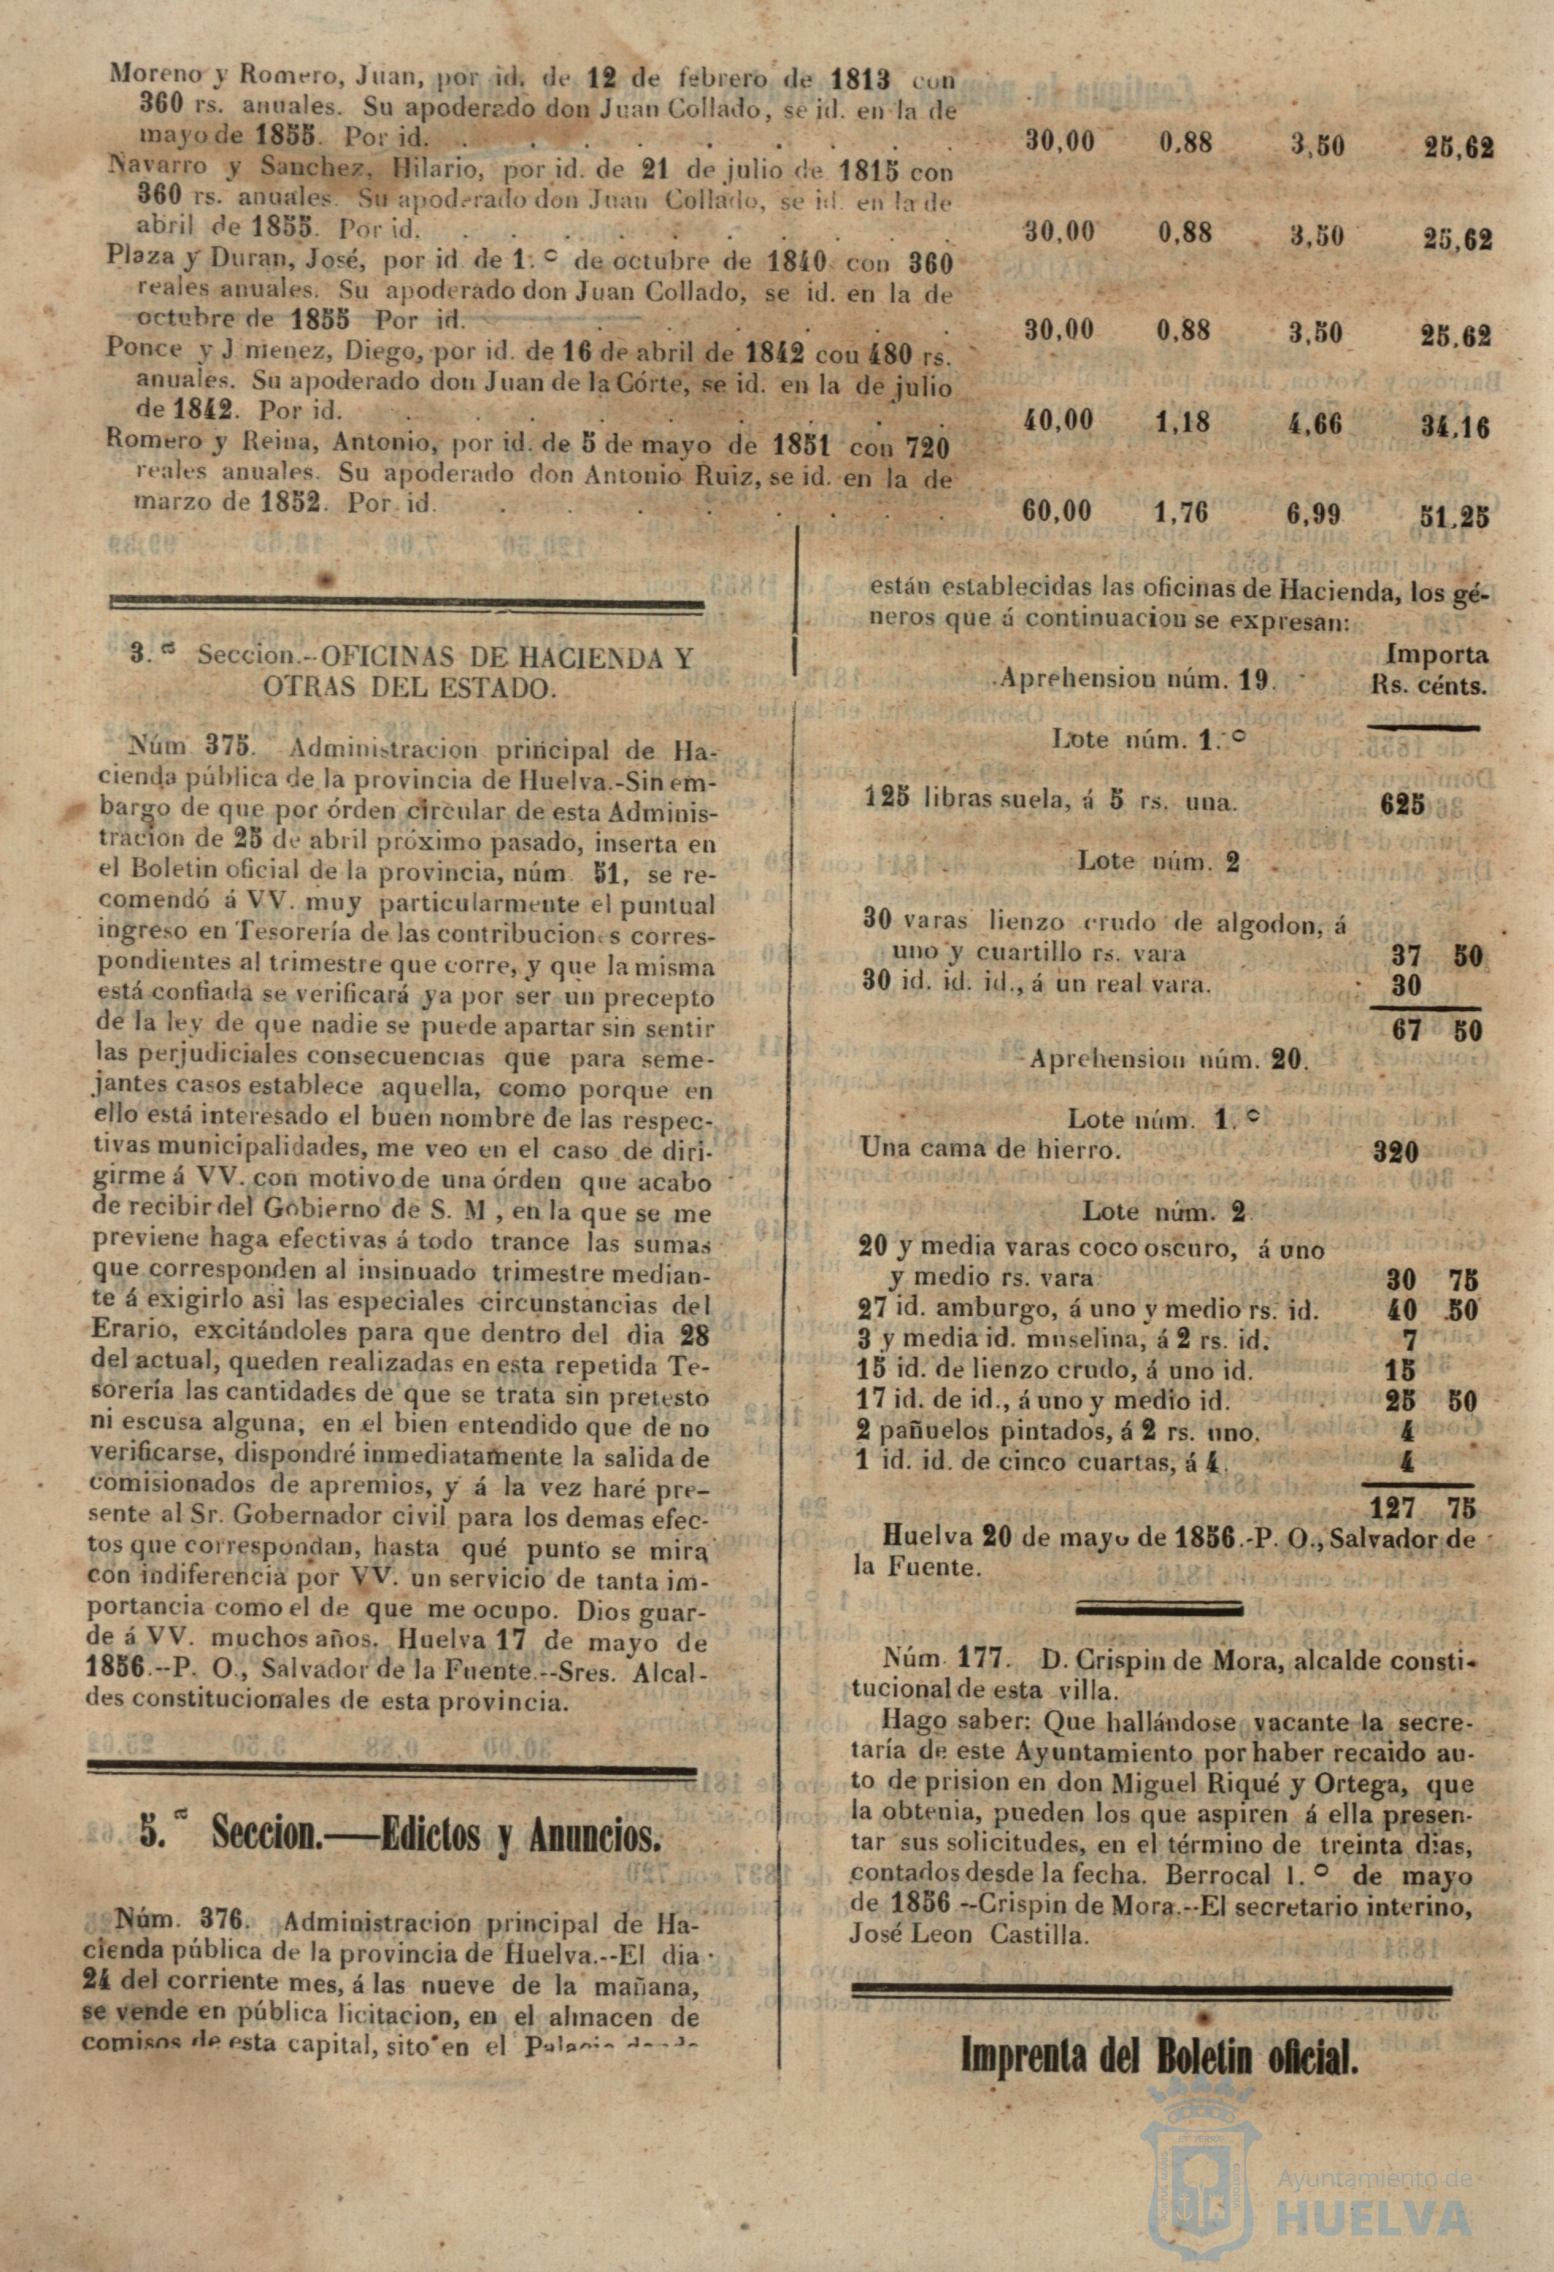 Moreno y Romero, Juan, por id. de 12 de febrero de 1813 con
360 rs. anuales. Su apoderado don Juan Collado, se id. en la de
mayo de 1855. Por id. 30,00 0,88 3,50 25,62
Navarro y Sanchez, Hilario, por id. de 21 de julio de 1815 con
360 rs. anuales. Su apoderado don Juan Collado, se id. en la de
abril de 1855. Por id. 30,00 0,88 3,50 25,62
Plaza y Duran, José, por id de 1.º de octubre de 1840 con 360
reales anuales. Su apoderado don Juan Collado, se id. en la de
octubre de 1855 Por id. 30,00 0,88 3,50 25,62
Ponce y J nienez, Diego, por id. de 16 de abril de 1842 con 480 rs.
anuales. Su apoderado don Juan de la Córte, se id. en la de julio
de 1842. Por id. 40,00 1,18 4,66 34,16
Romero y Reina, Antonio, por id. de 5 de mayo de 1851 con 720
reales anuales. Su apoderado don Antonio Ruiz, se id. en la de
marzo de 1852. Por id. 60,00 1,76 6,99 51,25
3.ª Seccion.--OFICINAS DE HACIENDA Y
OTRAS DEL ESTADO.
Núm 375. Administracion principal de Ha-
cienda pública de la provincia de Huelva.-Sin em-
bargo de que por órden circular de esta Adminis-
tracion de 25 de abril próximo pasado, inserta en
el Boletin oficial de la provincia, núm. 51, se re-
comendó á VV. muy particularmente el puntual
ingreso en Tesorería de las contribuciones corres-
pondientes al trimestre que corre, y que la misma
está confiada se verificará ya por ser un precepto
de la ley de que nadie se puede apartar sin sentir
las perjudiciales consecuencias que para seme-
jantes casos establece aquella, como porque en
ello está interesado el buen nombre de las respec-
tivas municipalidades, me veo en el caso de diri-
girme á VV. con motivo de una órden que acabo
de recibir del Gobierno de S. M , en la que se me
previene haga efectivas á todo trance las sumas
que corresponden al insinuado trimestre median-
te á exigirlo asi las especiales circunstancias del
Erario, excitándoles para que dentro del dia 28
del actual, queden realizadas en esta repetida Te-
sorería las cantidades de que se trata sin pretesto
ni escusa alguna, en el bien entendido que de no
verificarse, dispondré inmediatamente la salida de
comisionados de apremios, y á la vez haré pre-
sente al Sr. Gobernador civil para los demas efec-
tos que correspondan, hasta qué punto se mira
con indiferencia por VV. un servicio de tanta im-
portancia como el de que me ocupo. Dios guar-
de á VV. muchos años. Huelva 17 de mayo de
1856.--P. O., Salvador de la Fuente.--Sres. Alcal-
des constitucionales de esta provincia.
5.ª Seccion.—Edictos y Anuncios.
Núm. 376. Administracion principal de Ha-
cienda pública de la provincia de Huelva.--El dia
24 del corriente mes, á las nueve de la mañana,
se vende en pública licitacion, en el almacen de
comisos de esta capital, sito en el Palacio donde
están establecidas las oficinas de Hacienda, los gé-
neros que á continuacion se expresan:
Importa
Aprehension núm. 19. Rs. cénts.
Lote núm. 1.º
125 libras suela, á 5 rs. una. 625
Lote núm. 2
30 varas lienzo crudo de algodon, á
uno y cuartillo rs. vara 37 50
30 id. id. id., á un real vara. 30
67 50
Aprehension núm. 20.
Lote núm. 1.º
Una cama de hierro. 320
Lote núm. 2
20 y media varas coco oscuro, á uno
y medio rs. vara 30 75
27 id. amburgo, á uno y medio rs. id. 40 50
3 y media id. muselina, á 2 rs. id. 7
15 id. de lienzo crudo, á uno id. 15
17 id. de id., á uno y medio id. 25 50
2 pañuelos pintados, á 2 rs. uno. 4
1 id. id. de cinco cuartas, á 4. 4
127 75
Huelva 20 de mayo de 1856.-P. O., Salvador de
la Fuente.
Núm. 177. D. Crispin de Mora, alcalde consti-
tucional de esta villa.
Hago saber: Que hallándose vacante la secre-
taría de este Ayuntamiento por haber recaido au-
to de prision en don Miguel Riqué y Ortega, que
la obtenia, pueden los que aspiren á ella presen-
tar sus solicitudes, en el término de treinta dias,
contados desde la fecha. Berrocal 1.º de mayo
de 1856 --Crispin de Mora.--El secretario interino,
José Leon Castilla.
Imprenta del Boletin oficial.
Ayuntamiento de
HUELVA